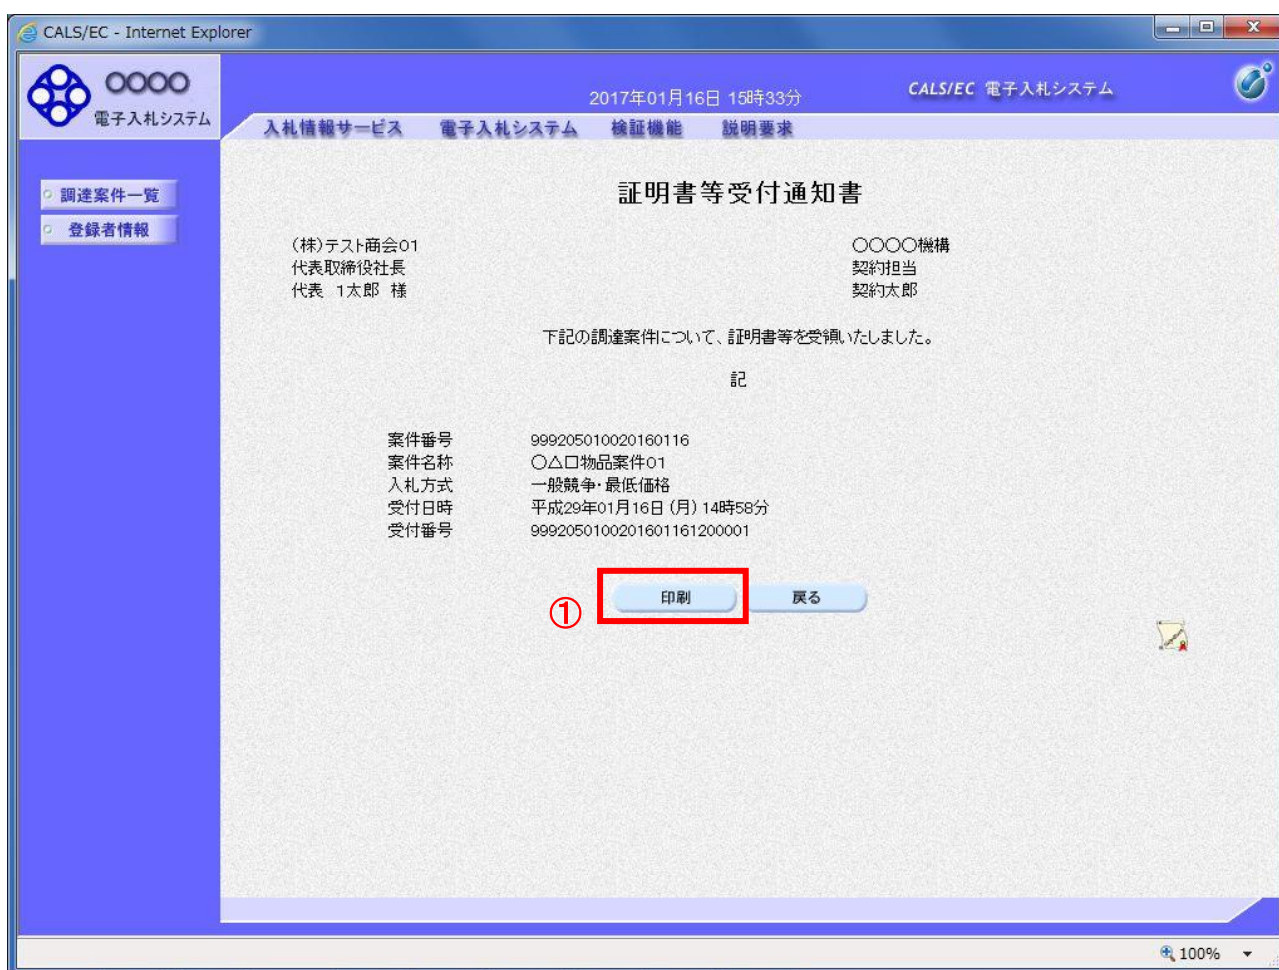 CALS/EC - Internet Explorer
〇〇〇〇
電子入札システム
2017年01月16日 15時33分
CALS/EC 電子入札システム
入札情報サービス 電子入札システム 検証機能 説明要求
調達案件一覧
登録者情報
証明書等受付通知書
(株)テスト商会01
代表取締役社長
代表 1太郎 様
〇〇〇〇機構
契約担当
契約太郎
下記の調達案件について、証明書等を受領いたしました。
記
案件番号 999205010020160116
案件名称 〇△口物品案件01
入札方式 一般競争・最低価格
受付日時 平成29年01月16日 (月) 14時58分
受付番号 9992050100201601161200001
① 印刷 戻る
100%